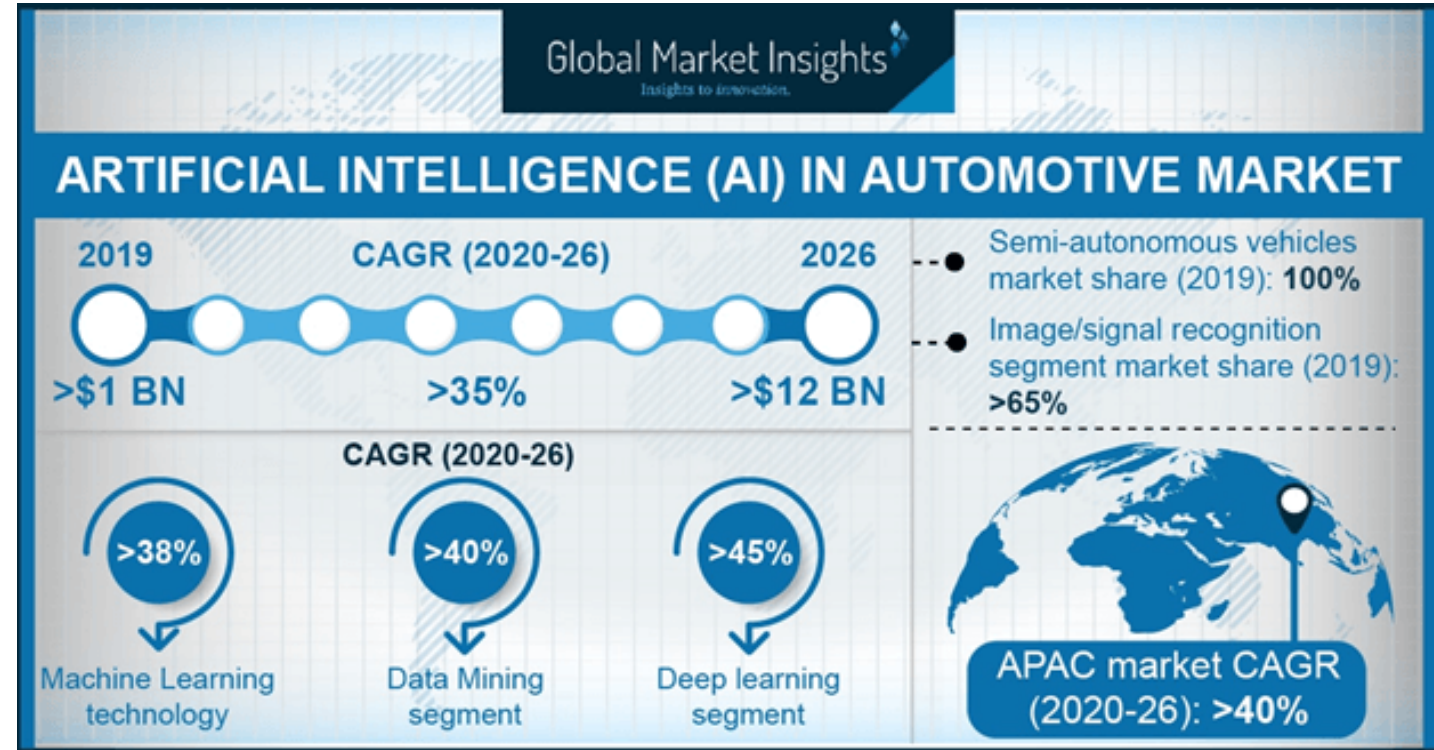 Global Market Insights
Insights to innovation.
ARTIFICIAL INTELLIGENCE (AI) IN AUTOMOTIVE MARKET
2019
CAGR (2020-26)
2026
>$1 BN
>35%
>$12 BN
Semi-autonomous vehicles
market share (2019): 100%
Image/signal recognition
segment market share (2019):
>65%
CAGR (2020-26)
>38%
Machine Learning
technology
>40%
Data Mining
segment
>45%
Deep learning
segment
APAC market CAGR
(2020-26): >40%